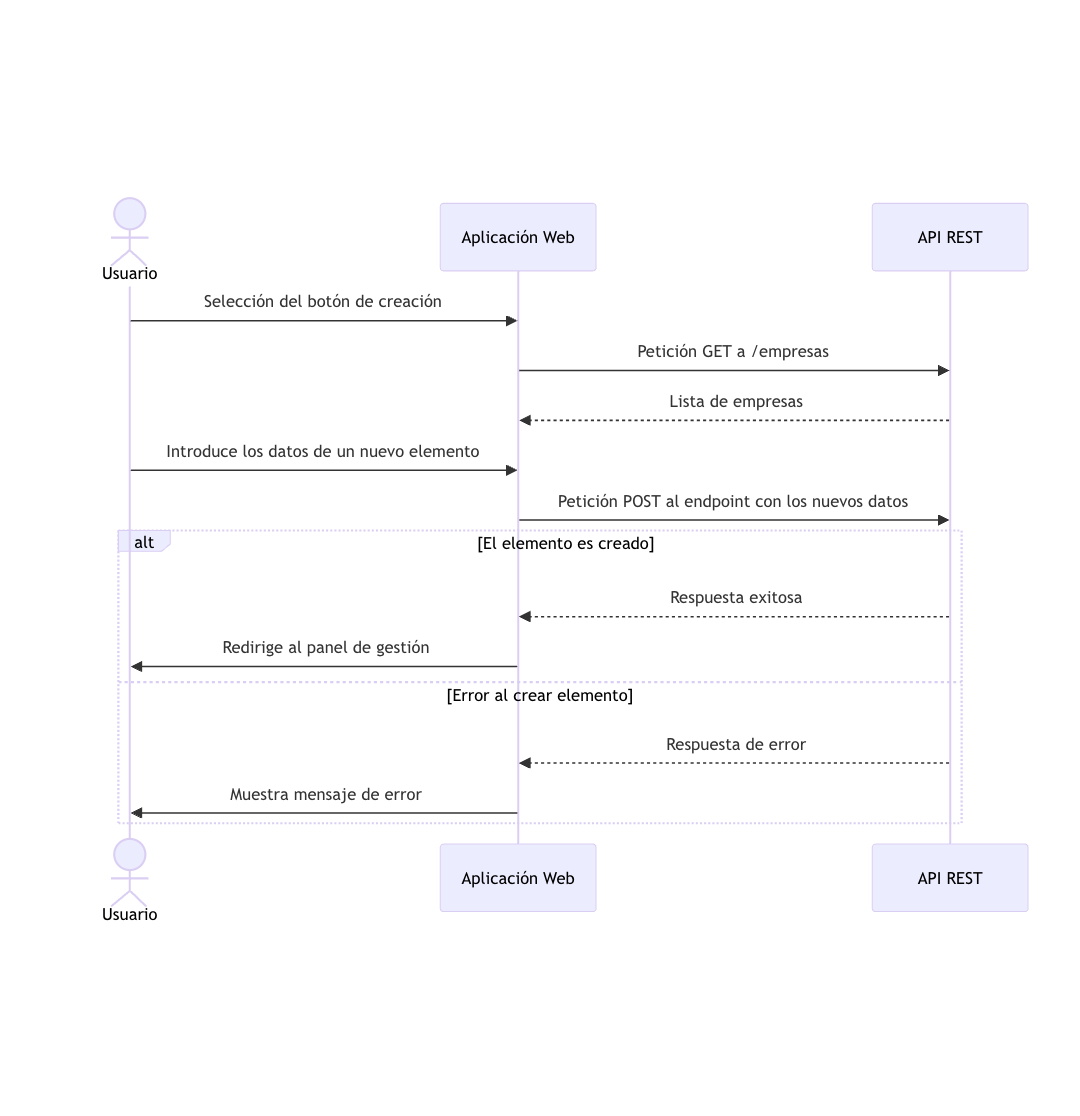 Usuario
Aplicación Web
API REST
Selección del botón de creación
Petición GET a /empresas
Lista de empresas
Introduce los datos de un nuevo elemento
Petición POST al endpoint con los nuevos datos
alt
[El elemento es creado]
Respuesta exitosa
Redirige al panel de gestión
[Error al crear elemento]
Respuesta de error
Muestra mensaje de error
Usuario
Aplicación Web
API REST